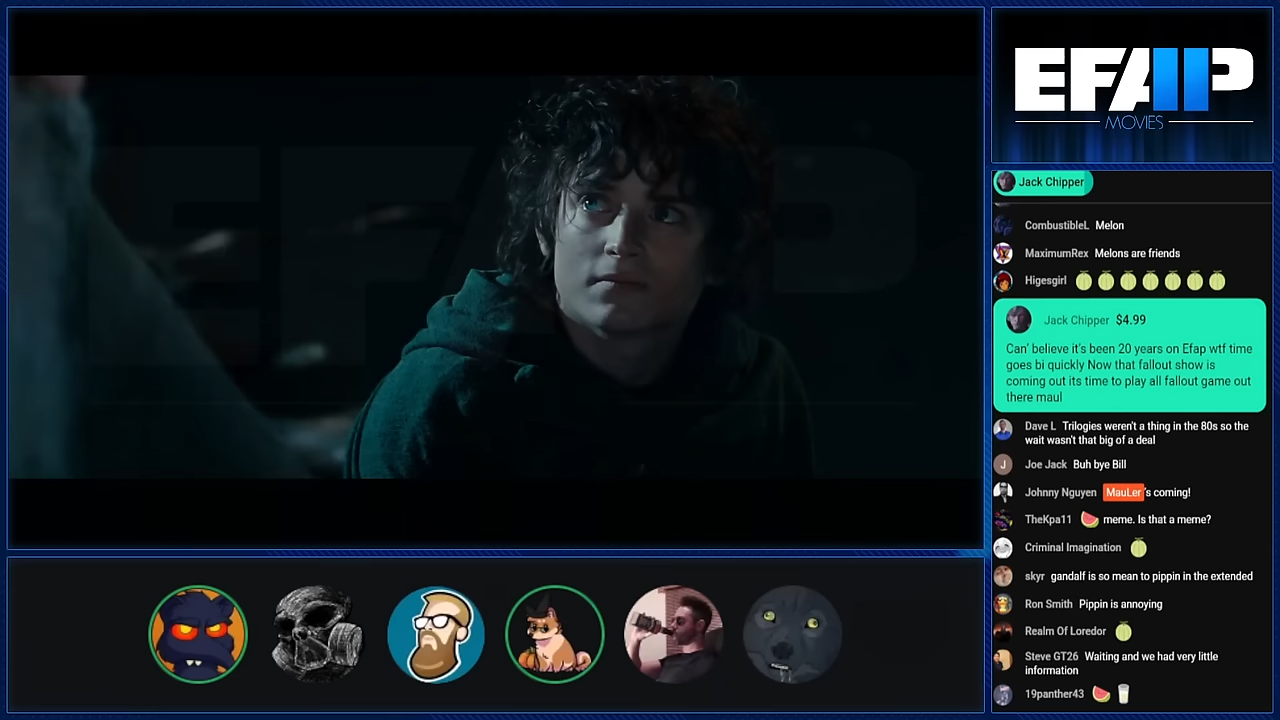 EFAP
MOVIES
Jack Chipper
CombustibleL Melon
MaximumRex Melons are friends
Higesgirl
Jack Chipper $4.99
Can' believe it's been 20 years on Efap wtf time
goes bi quickly Now that fallout show is
coming out its time to play all fallout game out
there maul
Dave L Trilogies weren't a thing in the 80s so the
wait wasn't that big of a deal
J Joe Jack Buh bye Bill
Johnny Nguyen MauLer's coming!
TheKpa11 meme. Is that a meme?
Criminal Imagination
skyr gandalf is so mean to pippin in the extended
Ron Smith Pippin is annoying
Realm Of Loredor
Steve GT26 Waiting and we had very little
information
19panther43